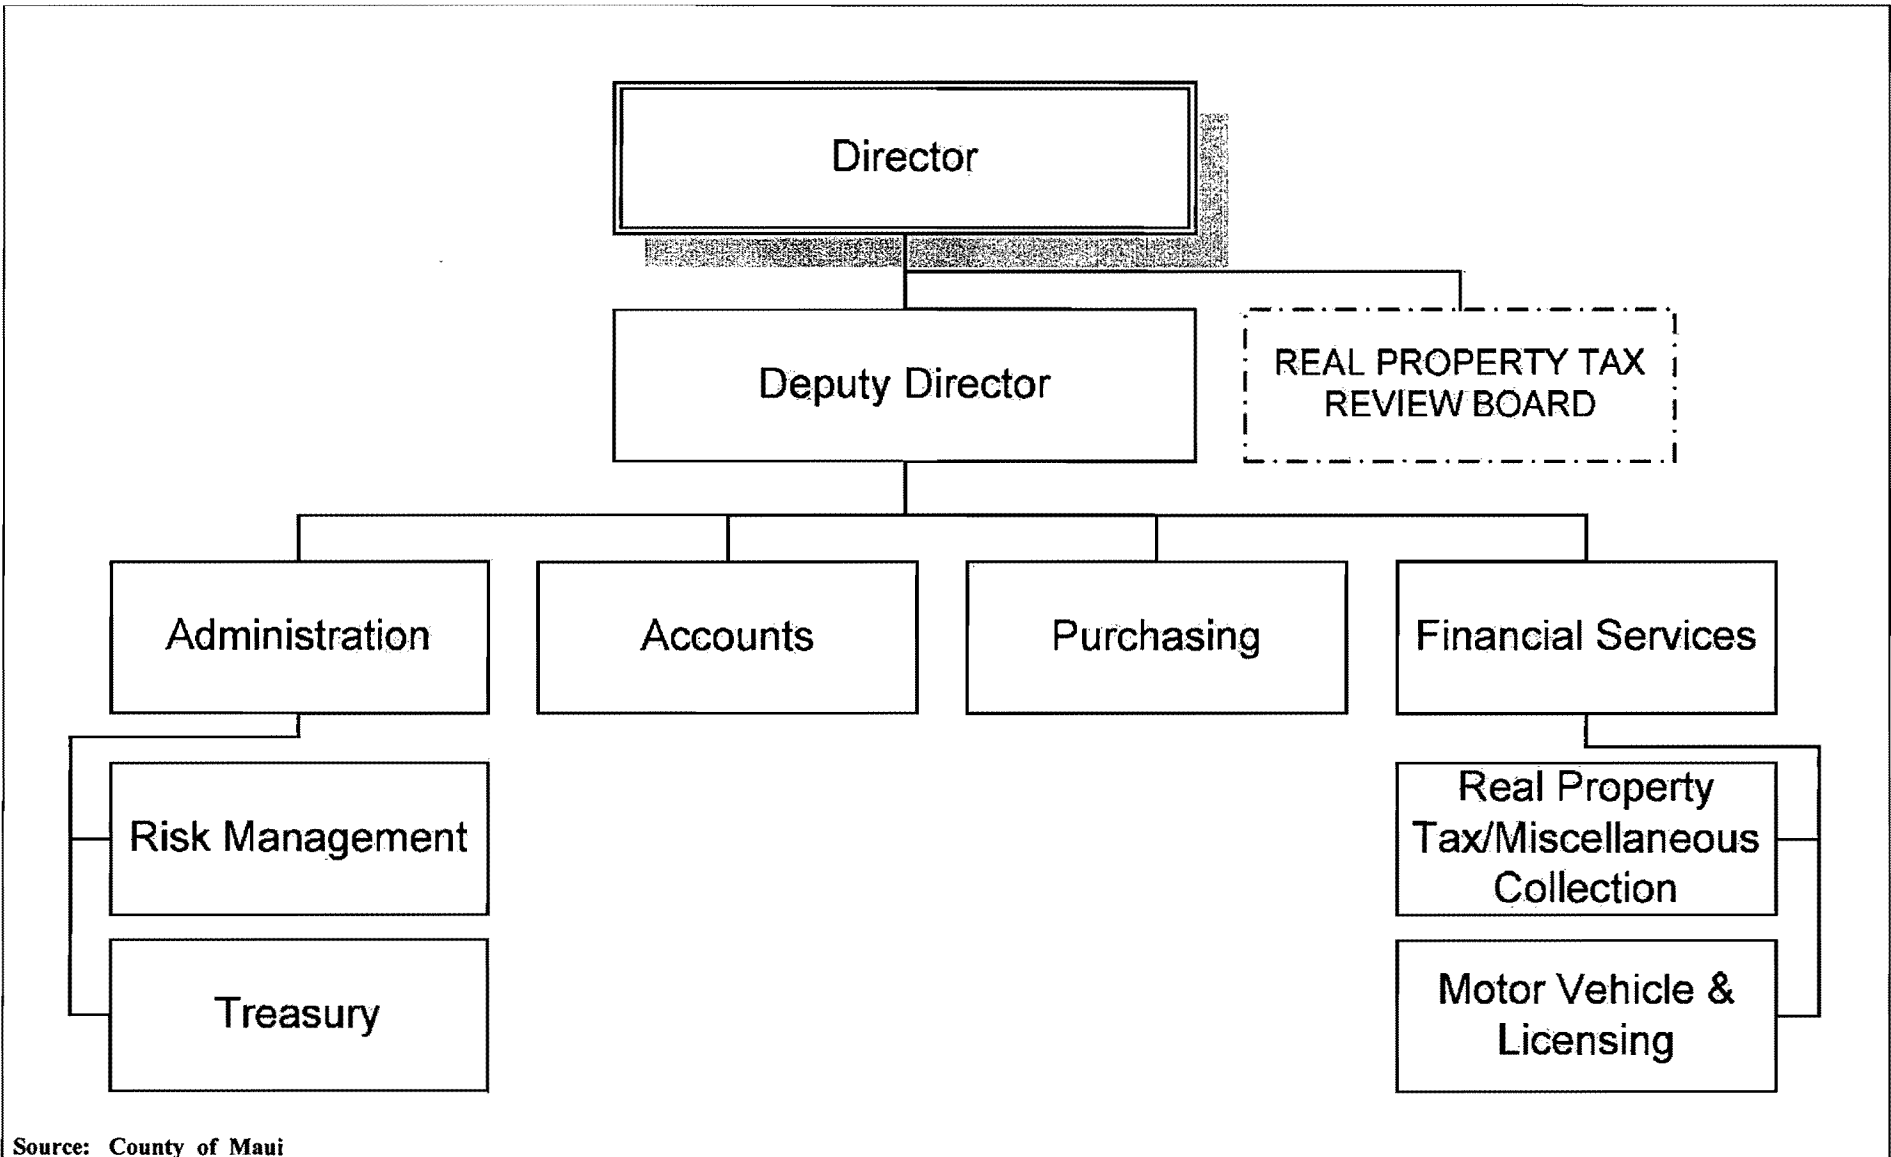 Director
Deputy Director
REAL PROPERTY TAX
REVIEW BOARD
Administration
Accounts
Purchasing
Financial Services
Risk Management
Real Property
Tax/Miscellaneous
Collection
Treasury
Motor Vehicle &
Licensing
Source: County of Maui